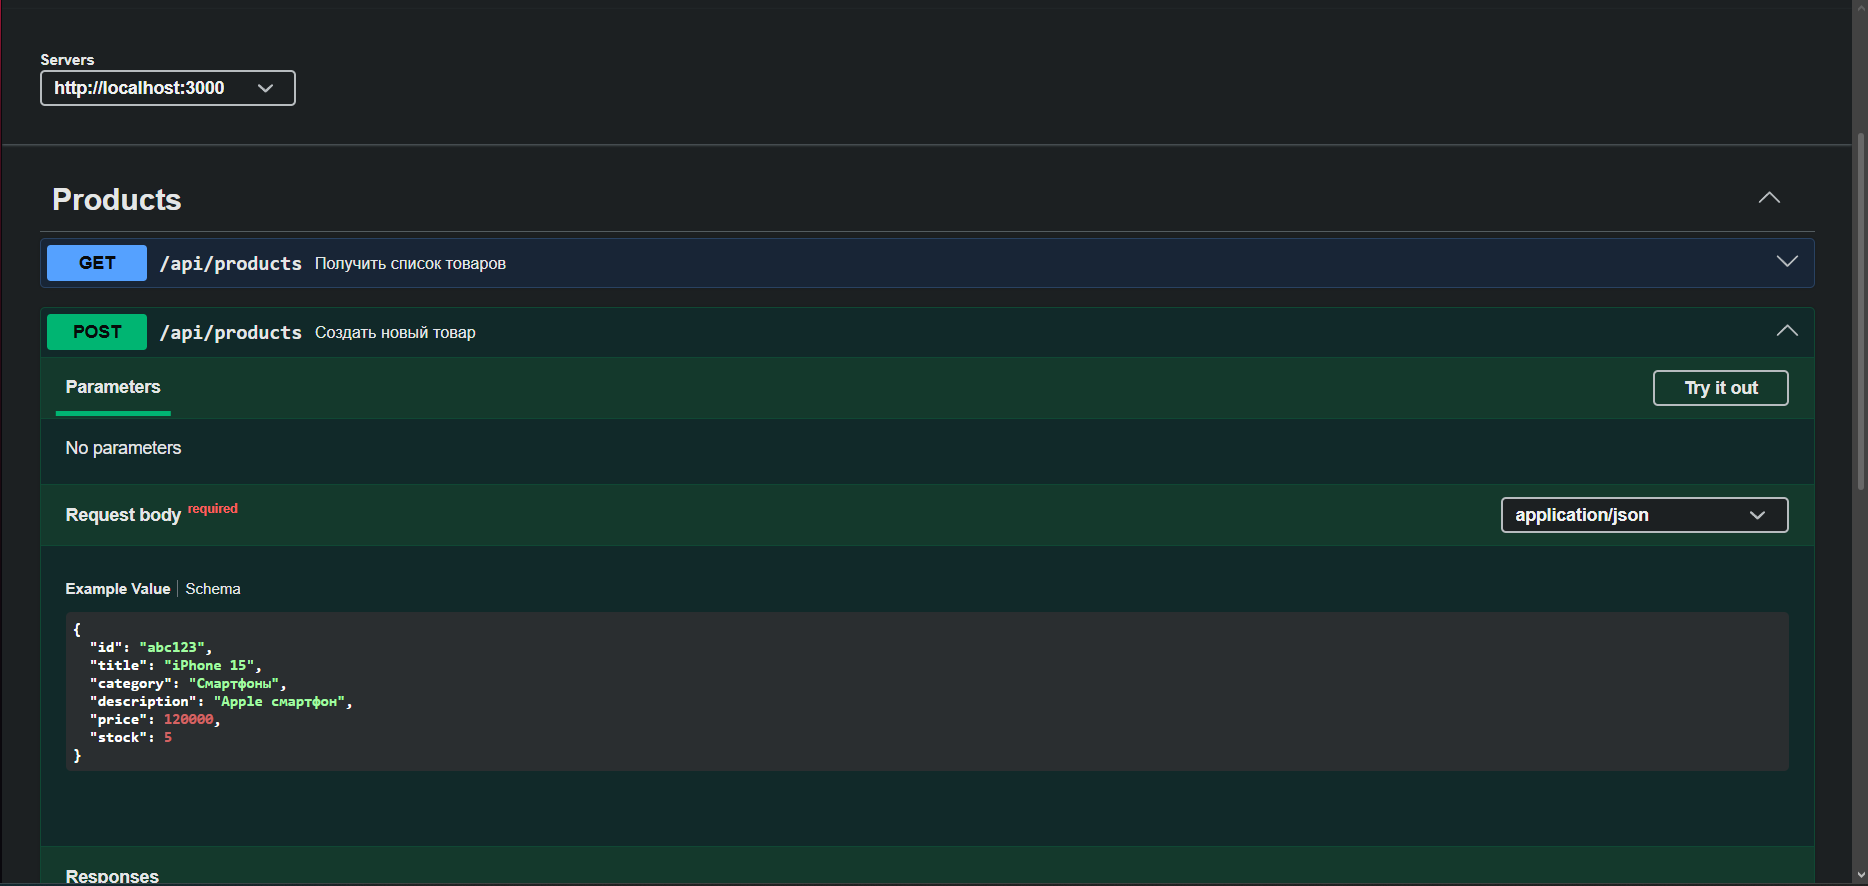 Servers
http://localhost:3000
Products
GET /api/products Получить список товаров
POST /api/products Создать новый товар
Parameters
Try it out
No parameters
Request body required
application/json
Example Value Schema
{
"id": "abc123",
"title": "iPhone 15",
"category": "Смартфоны",
"description": "Apple смартфон",
"price": 120000,
"stock": 5
}
Responses